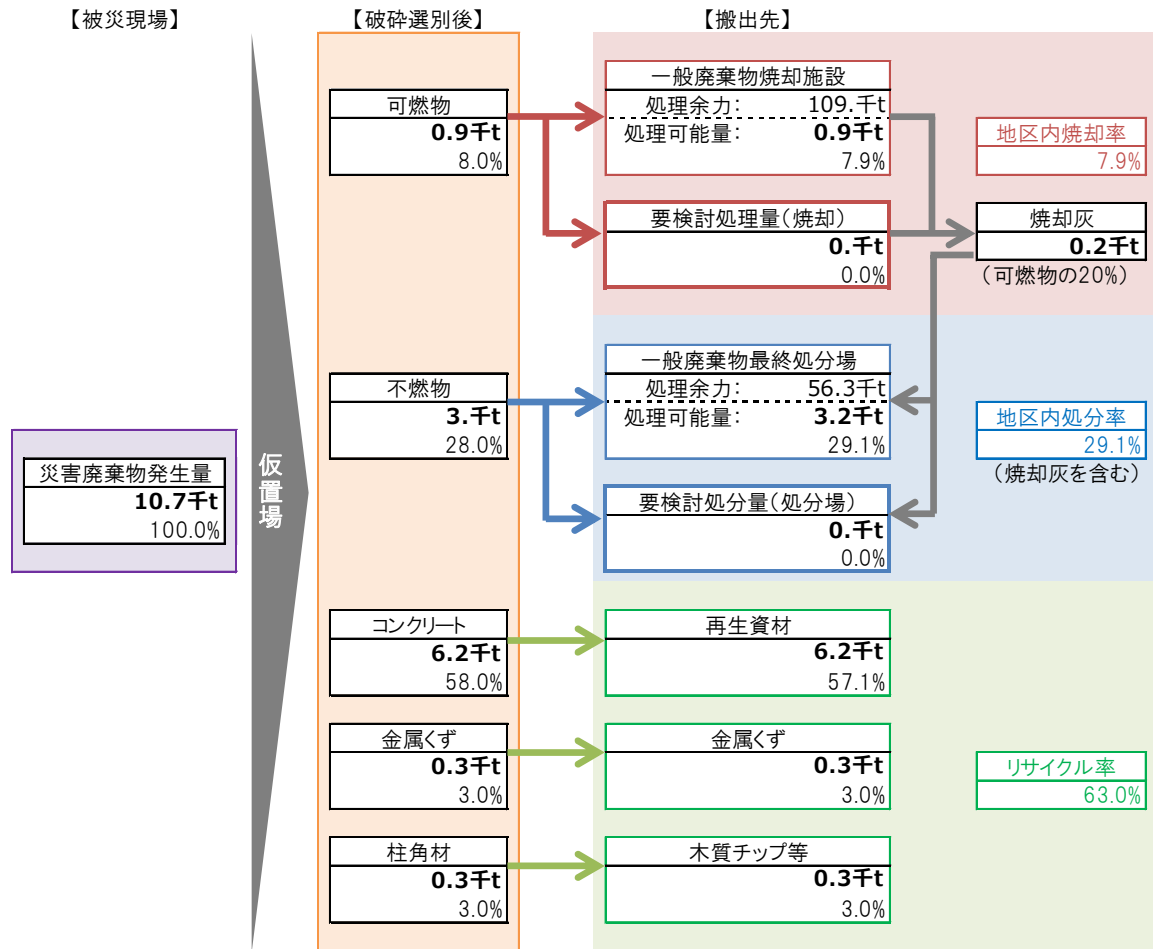 【被災現場】
【破砕選別後】
【搬出先】
災害廃棄物発生量
10.7千t
100.0%
仮置場
可燃物
0.9千t
8.0%
不燃物
3.千t
28.0%
コンクリート
6.2千t
58.0%
金属くず
0.3千t
3.0%
柱角材
0.3千t
3.0%
一般廃棄物焼却施設
処理余力： 109.千t
処理可能量： 0.9千t
7.9%
要検討処理量（焼却）
0.千t
0.0%
地区内焼却率
7.9%
焼却灰
0.2千t
（可燃物の20%）
一般廃棄物最終処分場
処理余力： 56.3千t
処理可能量： 3.2千t
29.1%
要検討処分量（処分場）
0.千t
0.0%
地区内処分率
29.1%
（焼却灰を含む）
再生資材
6.2千t
57.1%
金属くず
0.3千t
3.0%
木質チップ等
0.3千t
3.0%
リサイクル率
63.0%